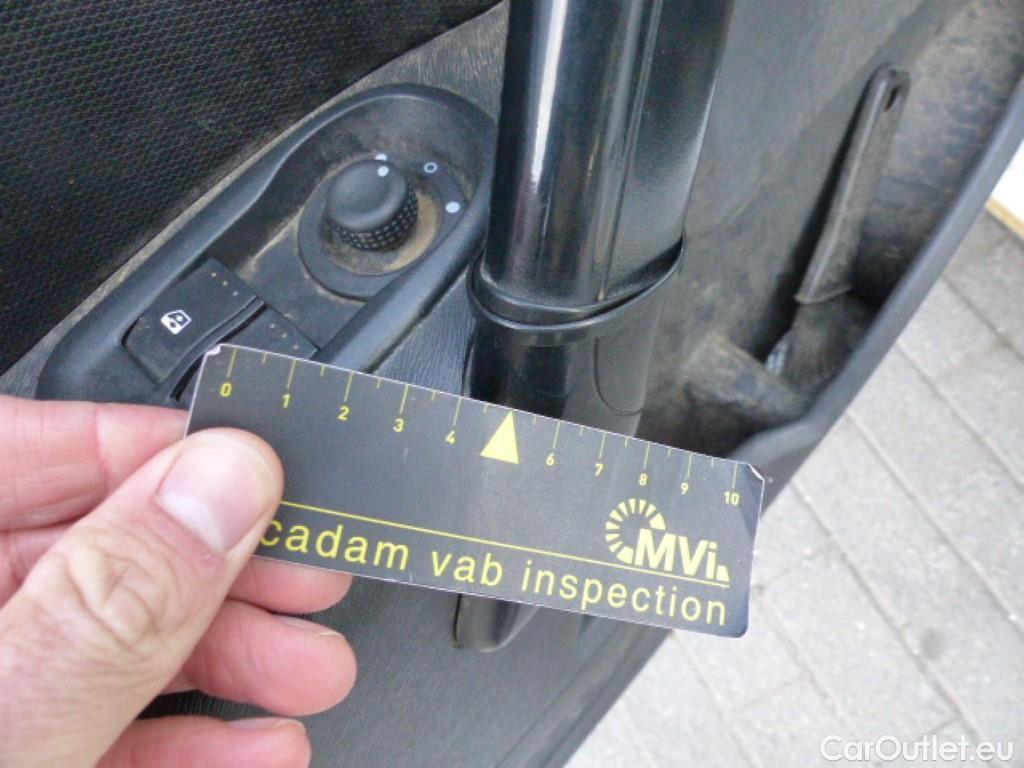 0 1 2 3 4 6 7 8 9 10
MVi
cadam vab inspection
CarOutlet.eu